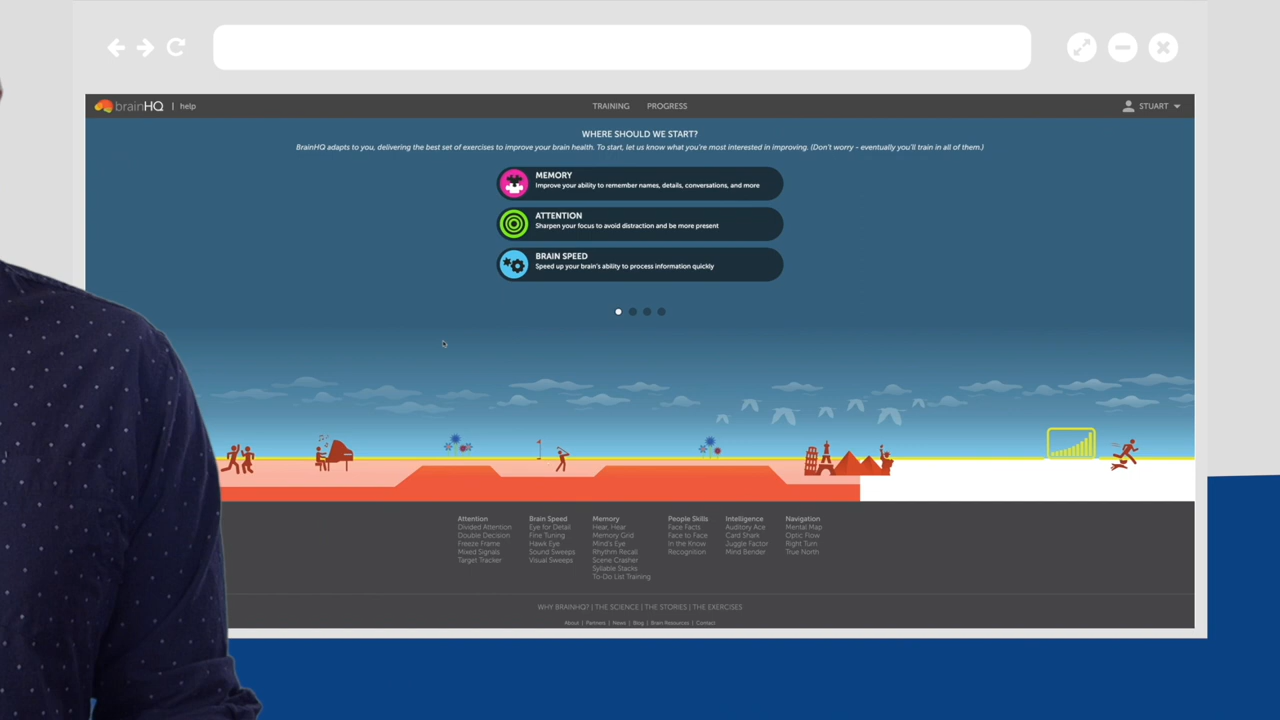 brainHQ | help
TRAINING PROGRESS
STUART
WHERE SHOULD WE START?
BrainHQ adapts to you, delivering the best set of exercises to improve your brain health. To start, let us know what you're most interested in improving. (Don't worry - eventually you'll train in all of them.)
MEMORY
Improve your ability to remember names, details, conversations, and more
ATTENTION
Sharpen your focus to avoid distraction and be more present
BRAIN SPEED
Speed up your brain's ability to process information quickly
Attention
Divided Attention
Double Decision
Freeze Frame
Mixed Signals
Target Tracker
Brain Speed
Eye for Detail
Fine Tuning
Hawk Eye
Sound Sweeps
Visual Sweeps
Memory
Hear, Hear
Memory Grid
Mind's Eye
Rhythm Recall
Scene Crasher
Syllable Stacks
To-Do List Training
People Skills
Face Facts
Face to Face
In the Know
Recognition
Intelligence
Auditory Ace
Card Shark
Juggle Factor
Mind Bender
Navigation
Mental Map
Optic Flow
Right Turn
True North
WHY BRAINHQ? | THE SCIENCE | THE STORIES | THE EXERCISES
About | Partners | News | Blog | Brain Resources | Contact